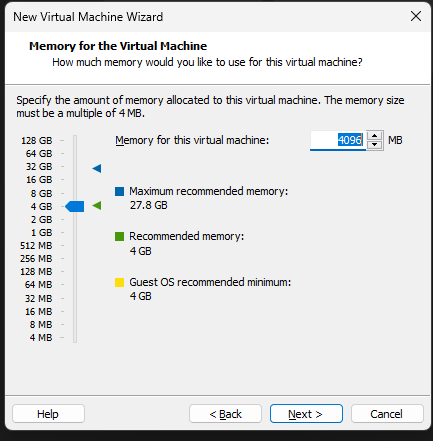 New Virtual Machine Wizard
Memory for the Virtual Machine
How much memory would you like to use for this virtual machine?
Specify the amount of memory allocated to this virtual machine. The memory size
must be a multiple of 4 MB.
128 GB
64 GB
32 GB
16 GB
8 GB
4 GB
2 GB
1 GB
512 MB
256 MB
128 MB
64 MB
32 MB
16 MB
8 MB
4 MB
Memory for this virtual machine: 4096 MB
Maximum recommended memory:
27.8 GB
Recommended memory:
4 GB
Guest OS recommended minimum:
4 GB
Help < Back Next > Cancel